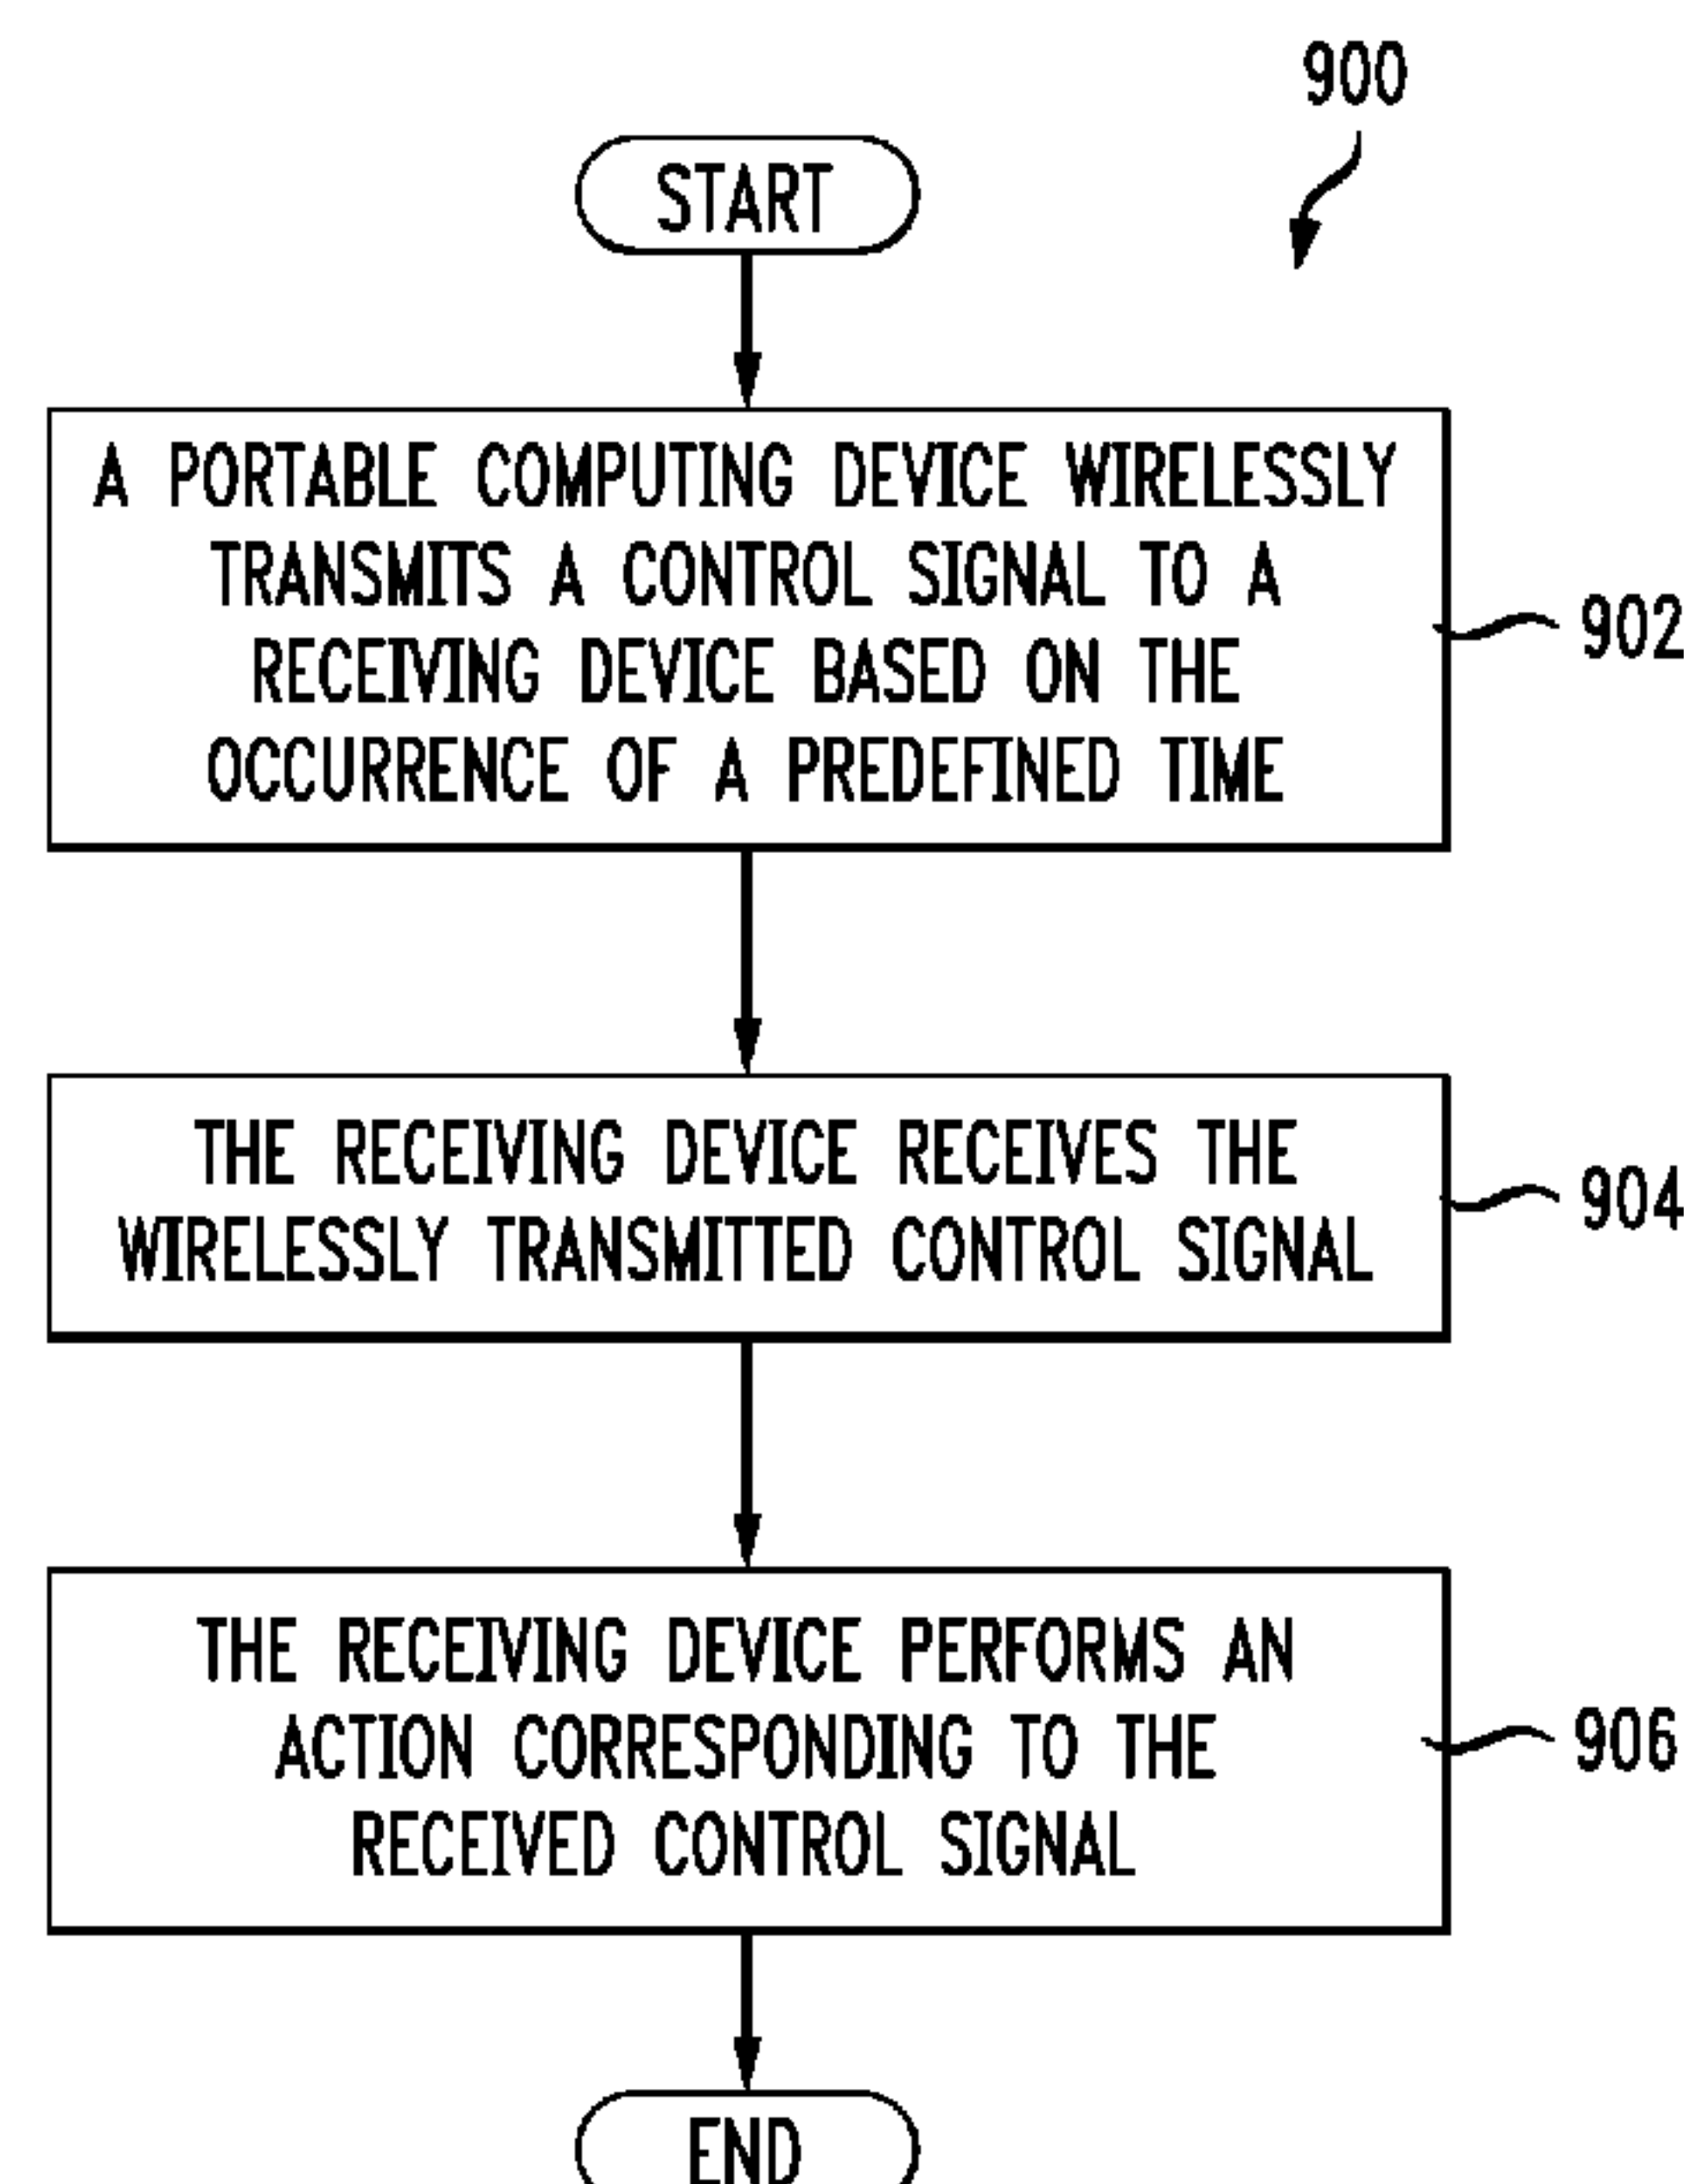 900
START
A PORTABLE COMPUTING DEVICE WIRELESSLY
TRANSMITS A CONTROL SIGNAL TO A
RECEIVING DEVICE BASED ON THE
OCCURRENCE OF A PREDEFINED TIME
902
THE RECEIVING DEVICE RECEIVES THE
WIRELESSLY TRANSMITTED CONTROL SIGNAL
904
THE RECEIVING DEVICE PERFORMS AN
ACTION CORRESPONDING TO THE
RECEIVED CONTROL SIGNAL
906
END